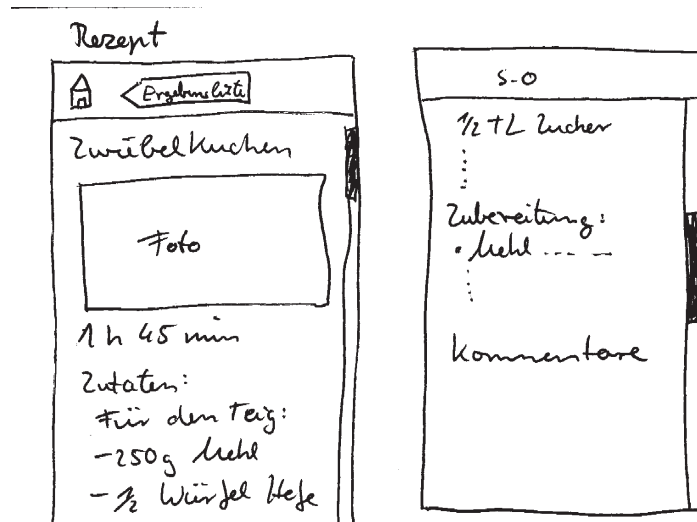 Rezept
Ergebnisliste
Zwiebelkuchen
Foto
1 h 45 min
Zutaten:
Für den Teig:
-250g Mehl
-½ Würfel Hefe
S-O
½ TL Zucker
Zubereitung:
• Mehl .... --
Kommentare